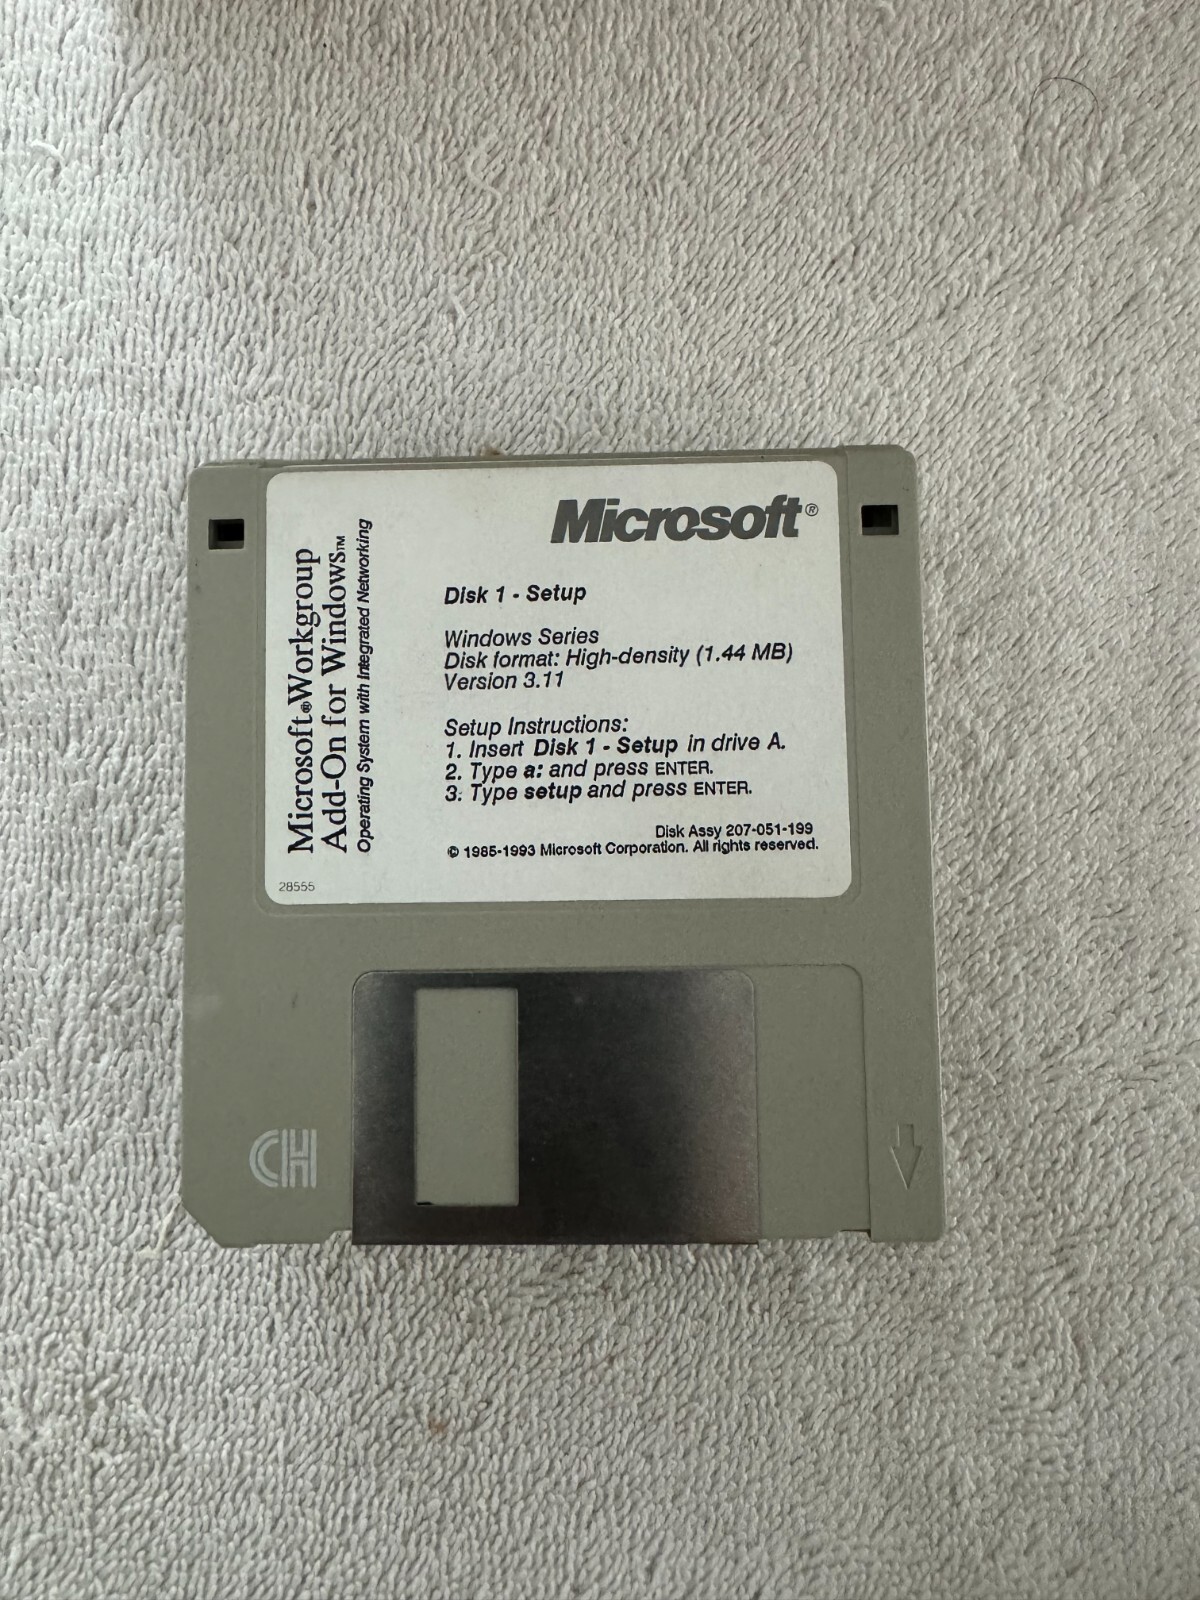 Microsoft®
Microsoft® Workgroup
Add-On for Windows™
Operating System with Integrated Networking
Disk 1 - Setup
Windows Series
Disk format: High-density (1.44 MB)
Version 3.11
Setup Instructions:
1. Insert Disk 1 - Setup in drive A.
2. Type a: and press ENTER.
3. Type setup and press ENTER.
Disk Assy 207-051-199
© 1985-1993 Microsoft Corporation. All rights reserved.
28555
CH